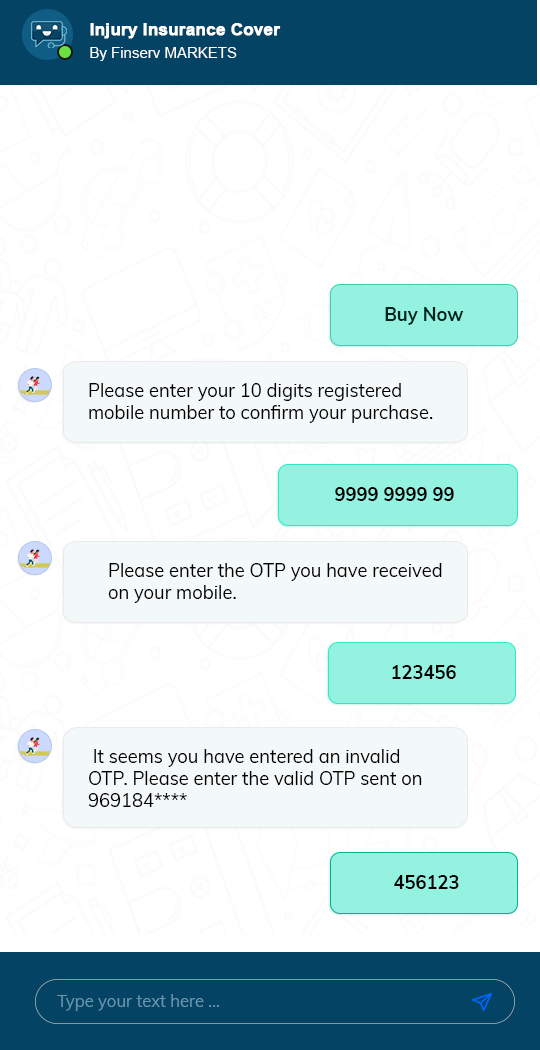 Injury Insurance Cover
By Finserv MARKETS
Buy Now
Please enter your 10 digits registered
mobile number to confirm your purchase.
9999 9999 99
Please enter the OTP you have received
on your mobile.
123456
It seems you have entered an invalid
OTP. Please enter the valid OTP sent on
969184****
456123
Type your text here ...